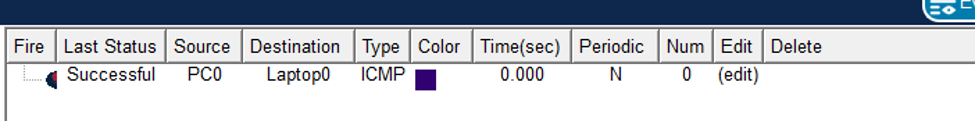 Fire Last Status Source Destination Type Color Time(sec) Periodic Num Edit Delete
Successful PC0 Laptop0 ICMP 0.000 N 0 (edit)